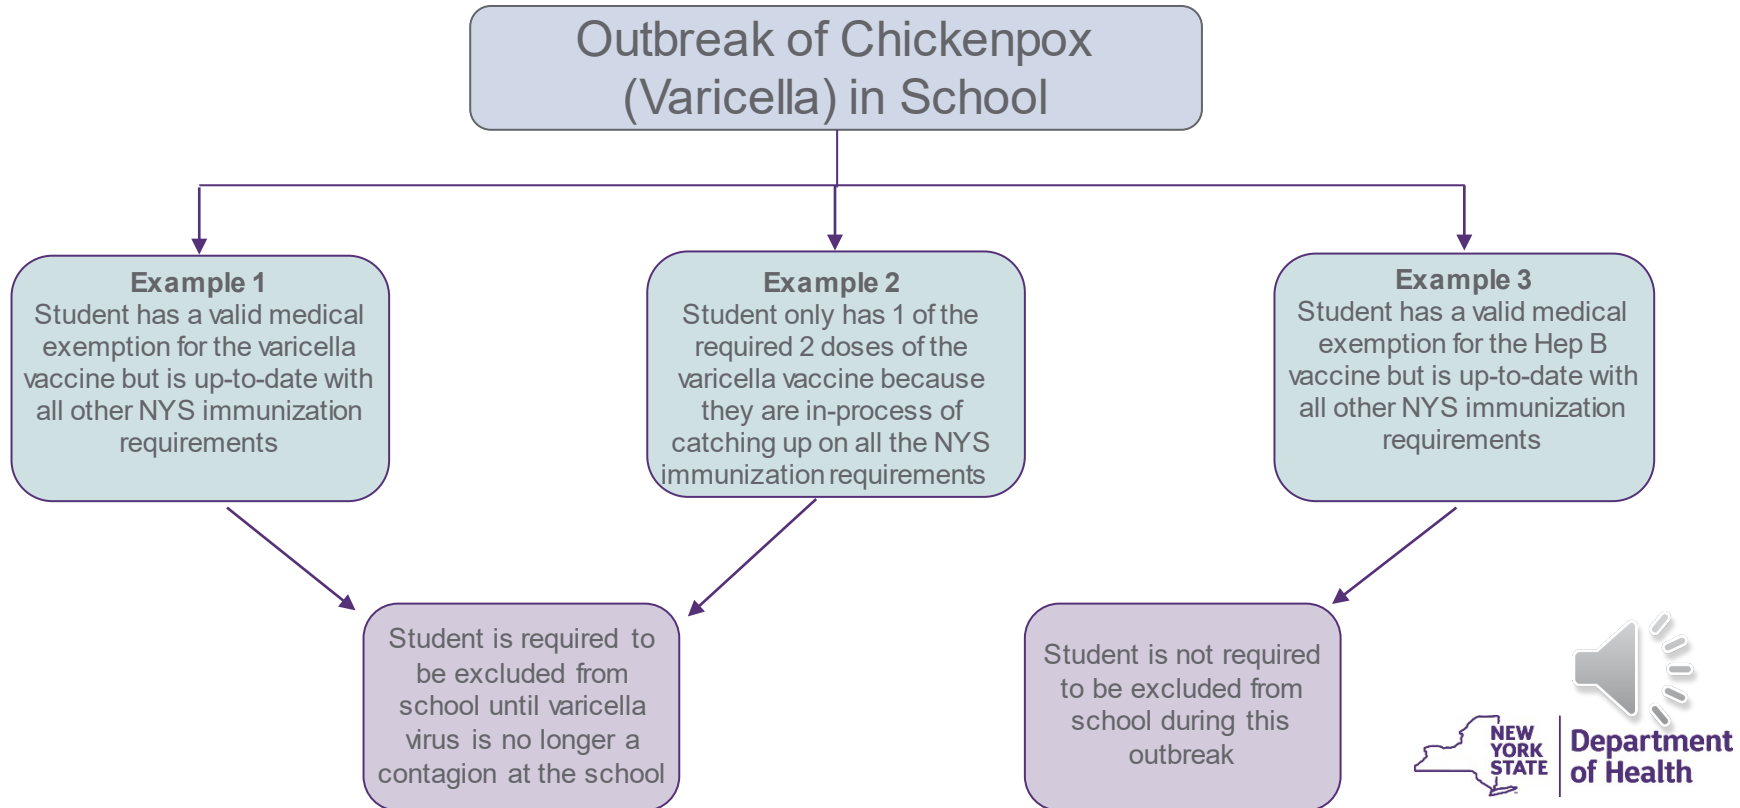 Outbreak of Chickenpox
(Varicella) in School
Example 1
Student has a valid medical
exemption for the varicella
vaccine but is up-to-date with
all other NYS immunization
requirements
Example 2
Student only has 1 of the
required 2 doses of the
varicella vaccine because
they are in-process of
catching up on all the NYS
immunization requirements
Example 3
Student has a valid medical
exemption for the Hep B
vaccine but is up-to-date with
all other NYS immunization
requirements
Student is required to
be excluded from
school until varicella
virus is no longer a
contagion at the school
Student is not required
to be excluded from
school during this
outbreak
NEW
YORK
STATE
Department
of Health